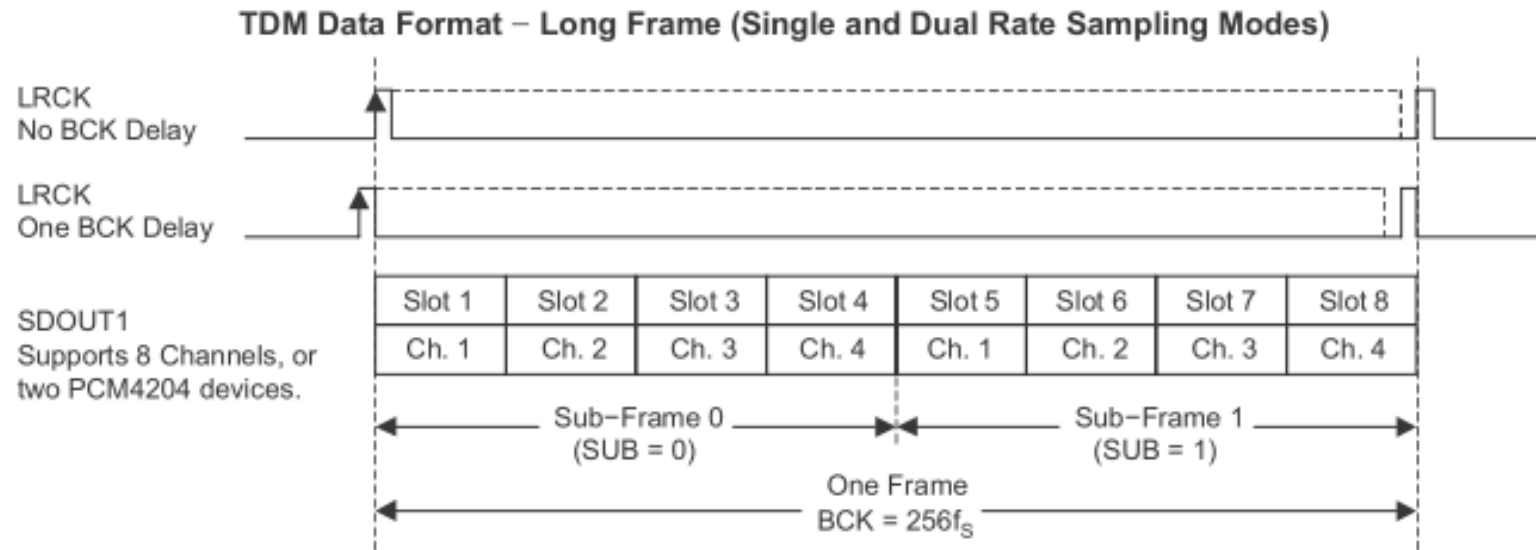 TDM Data Format − Long Frame (Single and Dual Rate Sampling Modes)
LRCK
No BCK Delay
LRCK
One BCK Delay
SDOUT1
Supports 8 Channels, or
two PCM4204 devices.
Slot 1 Slot 2 Slot 3 Slot 4 Slot 5 Slot 6 Slot 7 Slot 8
Ch. 1 Ch. 2 Ch. 3 Ch. 4 Ch. 1 Ch. 2 Ch. 3 Ch. 4
Sub−Frame 0
(SUB = 0)
Sub−Frame 1
(SUB = 1)
One Frame
BCK = 256fS